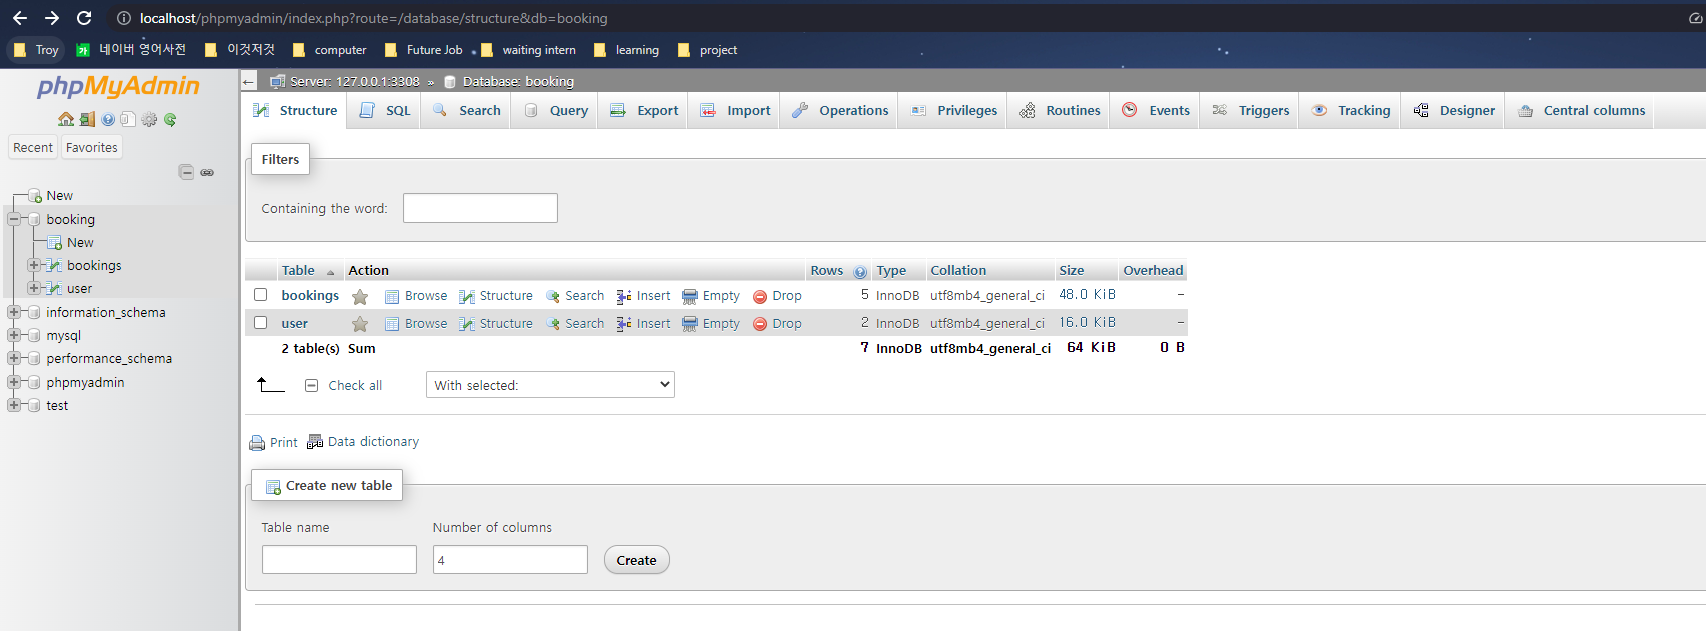 localhost/phpmyadmin/index.php?route=/database/structure&db=booking
Troy 네이버 영어사전 이것저것 computer Future Job waiting intern learning project
phpMyAdmin
Recent Favorites
New
booking
New
bookings
user
information_schema
mysql
performance_schema
phpmyadmin
test
Server: 127.0.0.1:3308 » Database: booking
Structure SQL Search Query Export Import Operations Privileges Routines Events Triggers Tracking Designer Central columns
Filters
Containing the word:
Table Action Rows Type Collation Size Overhead
bookings Browse Structure Search Insert Empty Drop 5 InnoDB utf8mb4_general_ci 48.0 KiB -
user Browse Structure Search Insert Empty Drop 2 InnoDB utf8mb4_general_ci 16.0 KiB -
2 table(s) Sum 7 InnoDB utf8mb4_general_ci 64 KiB 0 B
Check all With selected:
Print Data dictionary
Create new table
Table name Number of columns
4 Create